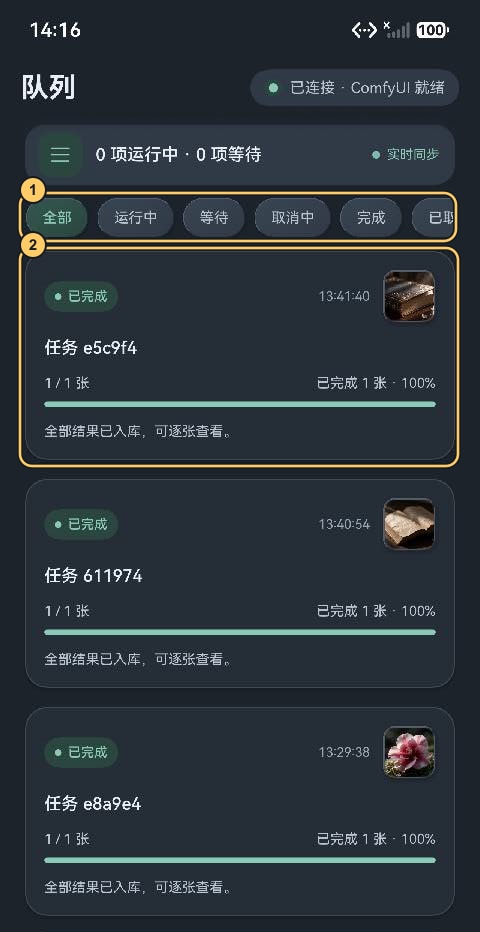 14:16
100
队列
已连接 · ComfyUI 就绪
0 项运行中 · 0 项等待
实时同步
1
全部
运行中
等待
取消中
完成
已取
2
已完成
13:41:40
任务 e5c9f4
1 / 1 张
已完成 1 张 · 100%
全部结果已入库，可逐张查看。
已完成
13:40:54
任务 611974
1 / 1 张
已完成 1 张 · 100%
全部结果已入库，可逐张查看。
已完成
13:29:38
任务 e8a9e4
1 / 1 张
已完成 1 张 · 100%
全部结果已入库，可逐张查看。